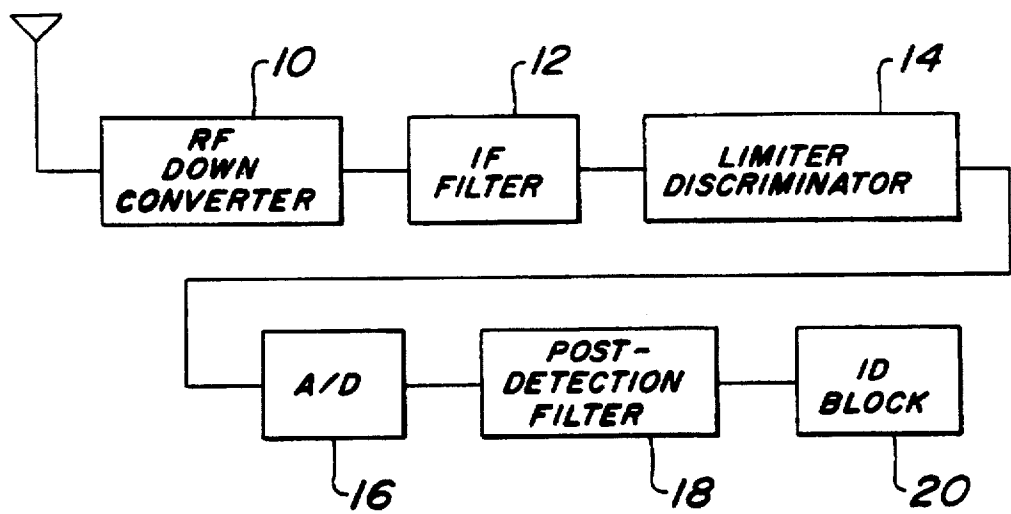 10
12
14
RF
DOWN
CONVERTER
IF
FILTER
LIMITER
DISCRIMINATOR
A/D
POST-
DETECTION
FILTER
ID
BLOCK
16
18
20